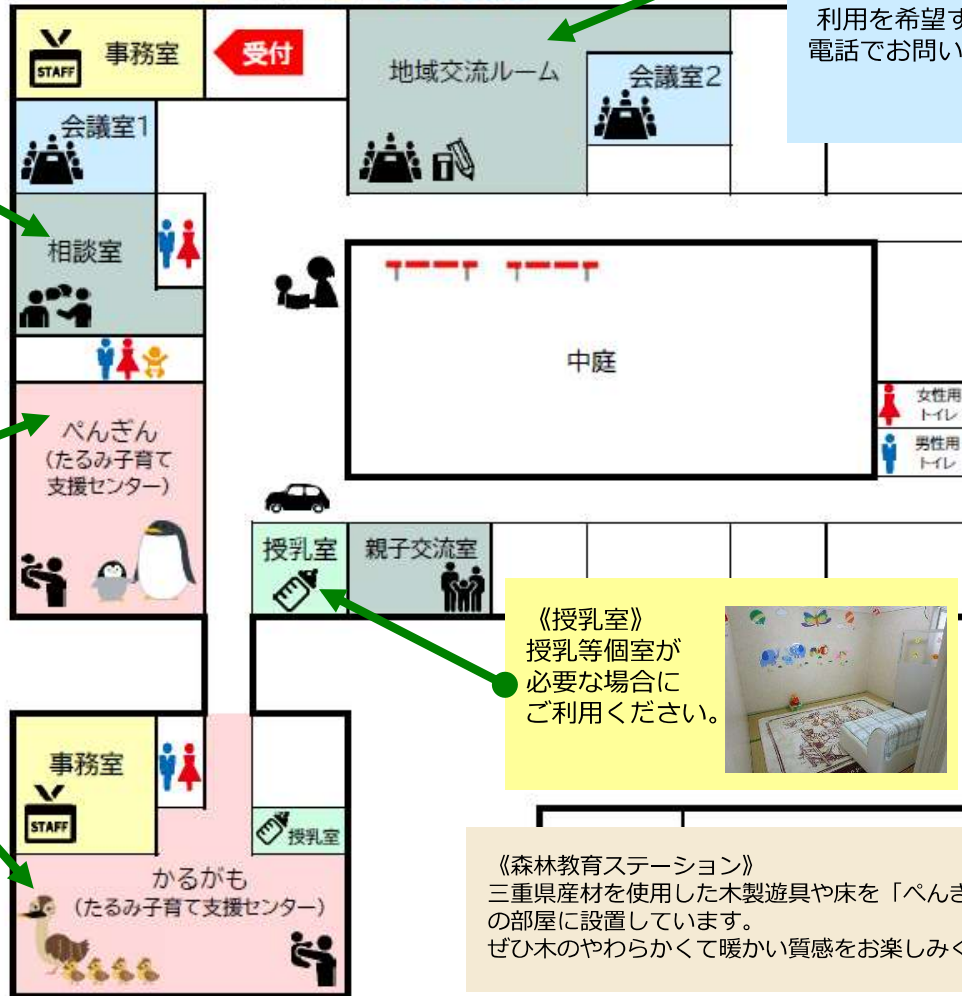 利用を希望す
電話でお問い
事務室
STAFF
受付
地域交流ルーム
会議室2
会議室1
相談室
中庭
女性用
トイレ
男性用
トイレ
ぺんぎん
(たるみ子育て
支援センター)
授乳室
親子交流室
《授乳室》
授乳等個室が
必要な場合に
ご利用ください。
事務室
STAFF
授乳室
かるがも
(たるみ子育て支援センター)
《森林教育ステーション》
三重県産材を使用した木製遊具や床を「ぺんぎ
の部屋に設置しています。
ぜひ木のやわらかくて暖かい質感をお楽しみく